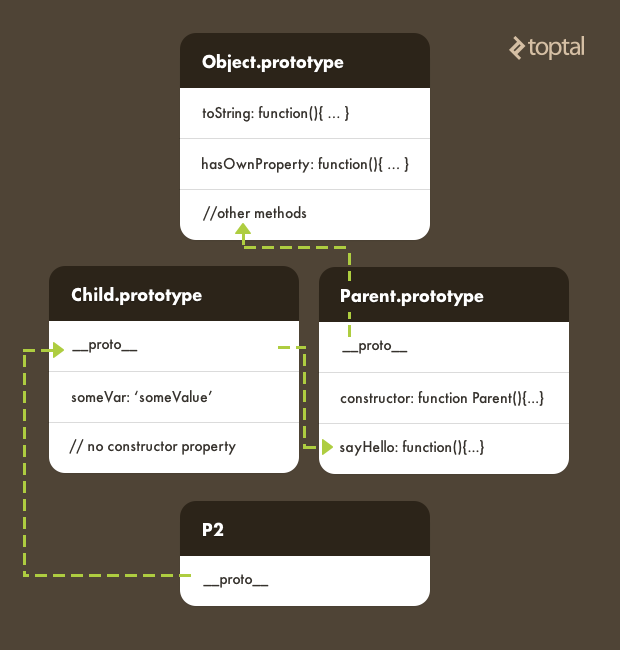 toptal
Object.prototype
toString: function(){ ... }
hasOwnProperty: function(){ ... }
//other methods
Child.prototype
__proto__
someVar: ‘someValue’
// no constructor property
Parent.prototype
__proto__
constructor: function Parent(){...}
sayHello: function(){...}
P2
__proto__